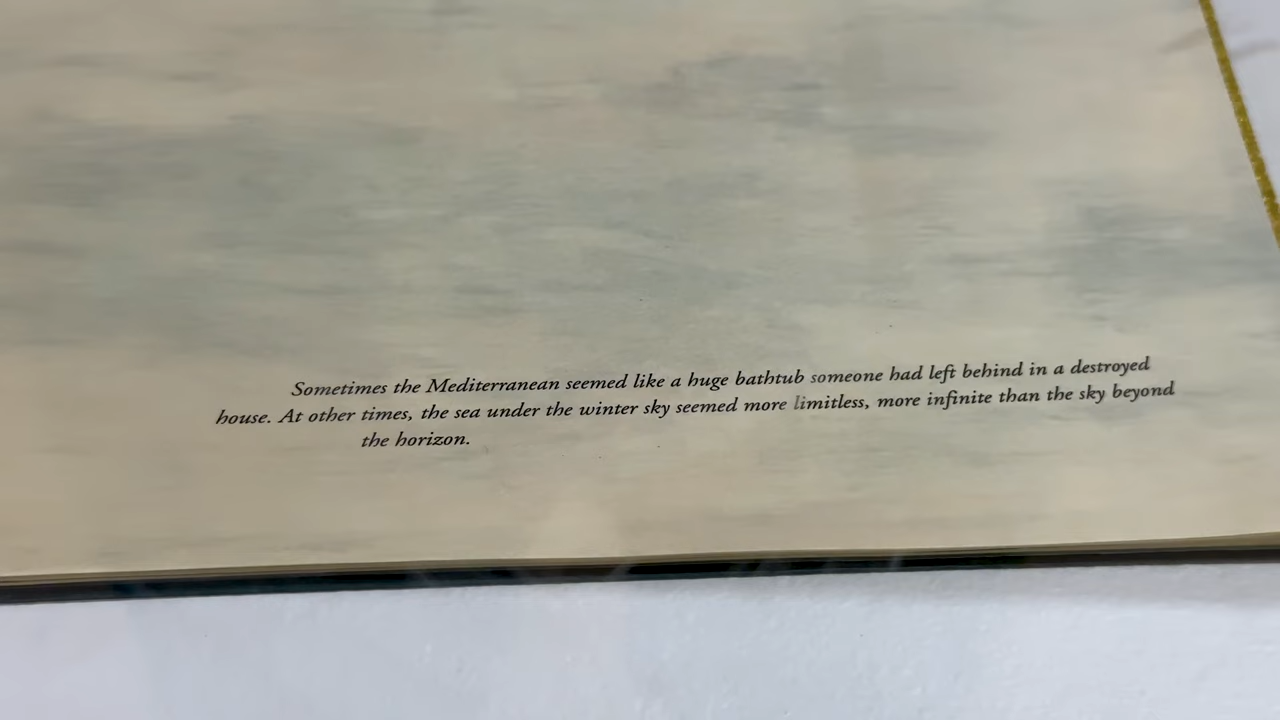 Sometimes the Mediterranean seemed like a huge bathtub someone had left behind in a destroyed
house. At other times, the sea under the winter sky seemed more limitless, more infinite than the sky beyond
the horizon.